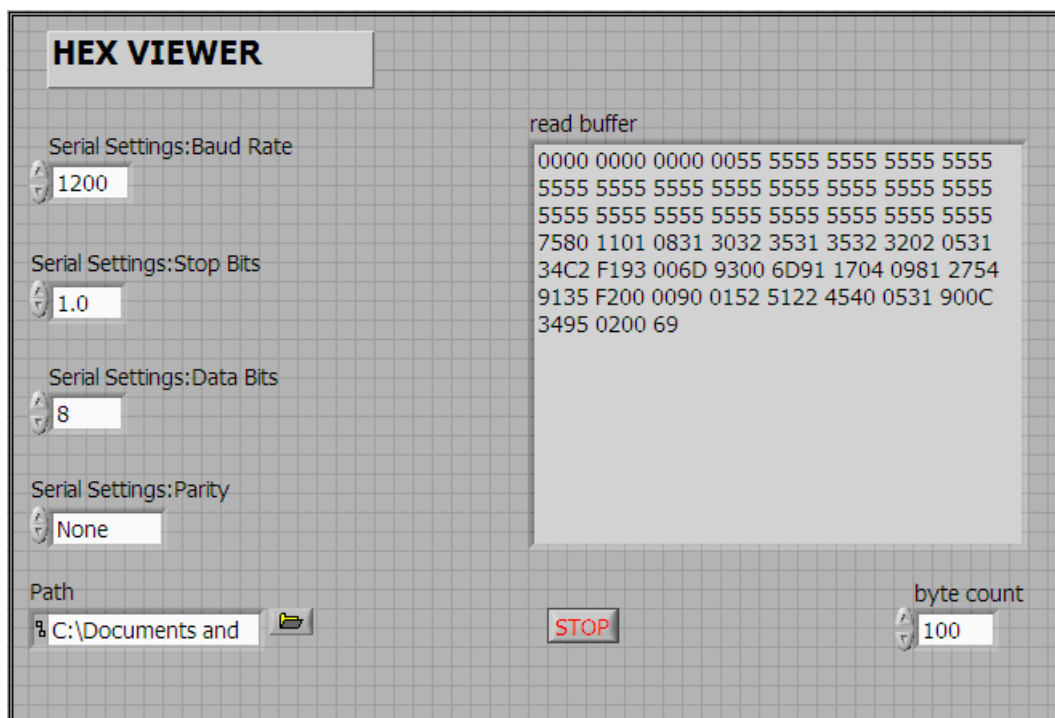 HEX VIEWER
Serial Settings:Baud Rate
1200
Serial Settings:Stop Bits
1.0
Serial Settings:Data Bits
8
Serial Settings:Parity
None
Path
C:\Documents and
read buffer
0000 0000 0000 0055 5555 5555 5555 5555
5555 5555 5555 5555 5555 5555 5555 5555
5555 5555 5555 5555 5555 5555 5555 5555
7580 1101 0831 3032 3531 3532 3202 0531
34C2 F193 006D 9300 6D91 1704 0981 2754
9135 F200 0090 0152 5122 4540 0531 900C
3495 0200 69
STOP
byte count
100